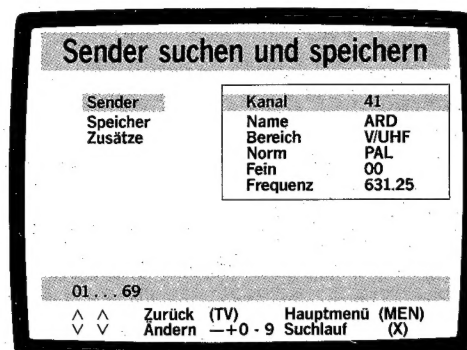 Sender suchen und speichern
Sender
Speicher
Zusätze
Kanal 41
Name ARD
Bereich V/UHF
Norm PAL
Fein 00
Frequenz 631.25
01...69
∧ ∧ Zurück (TV) Hauptmenü (MEN)
∨ ∨ Ändern —+0 - 9 Suchlauf (X)